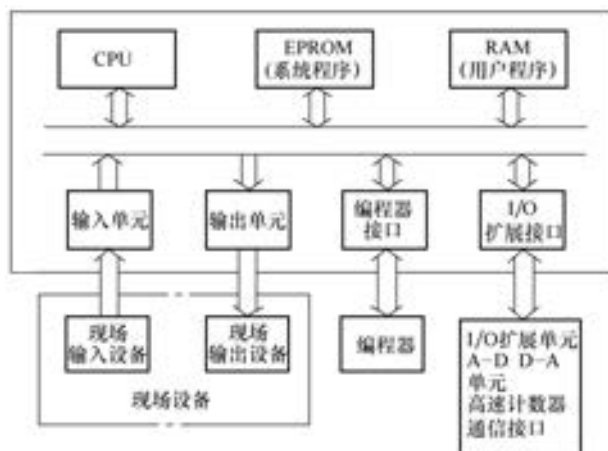 CPU
EPROM
(系统程序)
RAM
(用户程序)
输入单元
输出单元
编程器
接口
I/O
扩展接口
现场
输入设备
现场
输出设备
编程器
I/O扩展单元
A-D D-A
单元
高速计数器
通信接口
现场设备